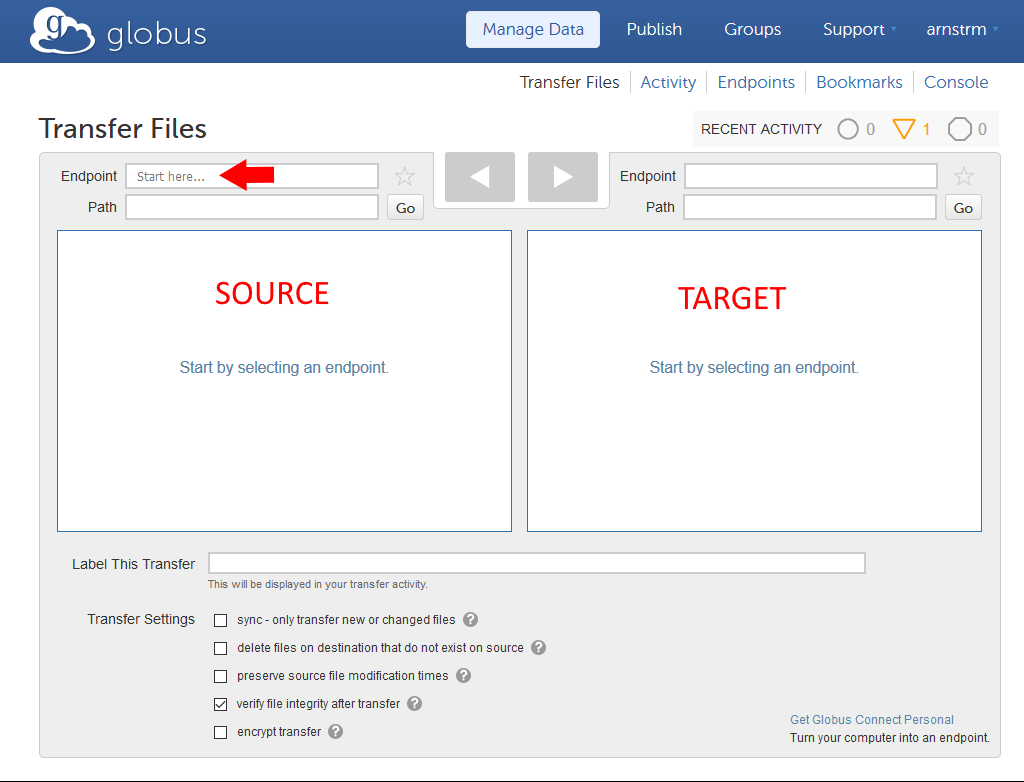 g globus Manage Data Publish Groups Support arnstrm
Transfer Files Activity Endpoints Bookmarks Console
Transfer Files
RECENT ACTIVITY 0 1 0
Endpoint Start here...
Path Go
Endpoint
Path Go
SOURCE
Start by selecting an endpoint.
TARGET
Start by selecting an endpoint.
Label This Transfer
This will be displayed in your transfer activity.
Transfer Settings
sync - only transfer new or changed files ?
delete files on destination that do not exist on source ?
preserve source file modification times ?
verify file integrity after transfer ?
encrypt transfer ?
Get Globus Connect Personal
Turn your computer into an endpoint.